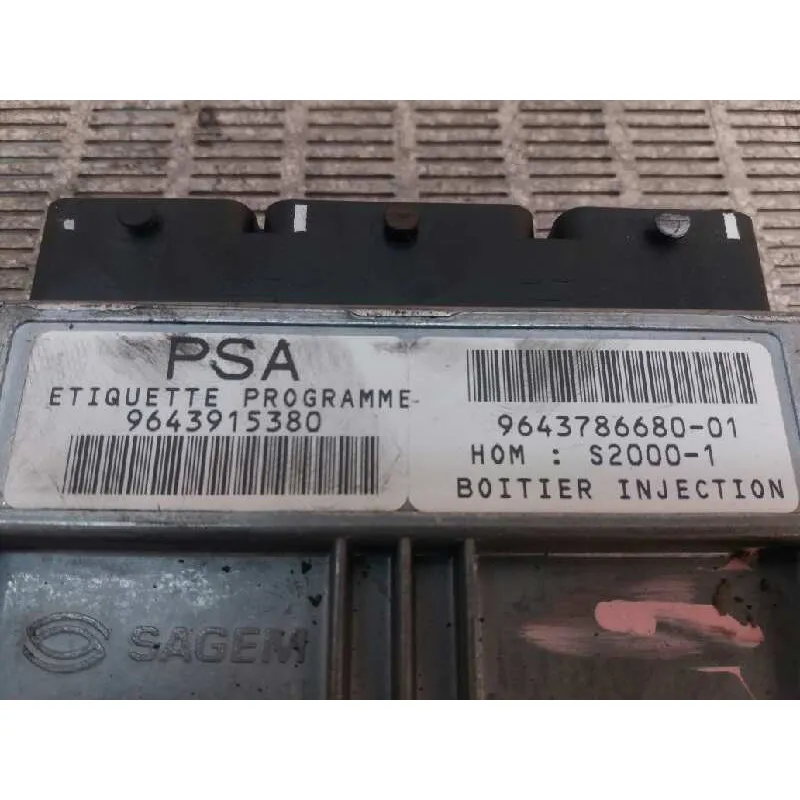 PSA
ETIQUETTE PROGRAMME
9643915380
9643786680-01
HOM : S2000-1
BOITIER INJECTION
SAGEM